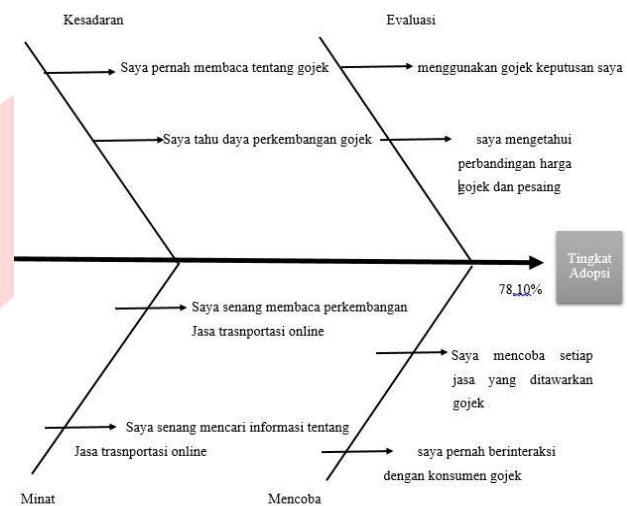 Kesadaran
Evaluasi
Saya pernah membaca tentang gojek
menggunakan gojek keputusan saya
Saya tahu daya perkembangan gojek
saya mengetahui
perbandingan harga
gojek dan pesaing
Tingkat
Adopsi
78,10%
Saya senang membaca perkembangan
Jasa trasnportasi online
Saya mencoba setiap
jasa yang ditawarkan
gojek
Saya senang mencari informasi tentang
Jasa trasnportasi online
saya pernah berinteraksi
dengan konsumen gojek
Minat
Mencoba